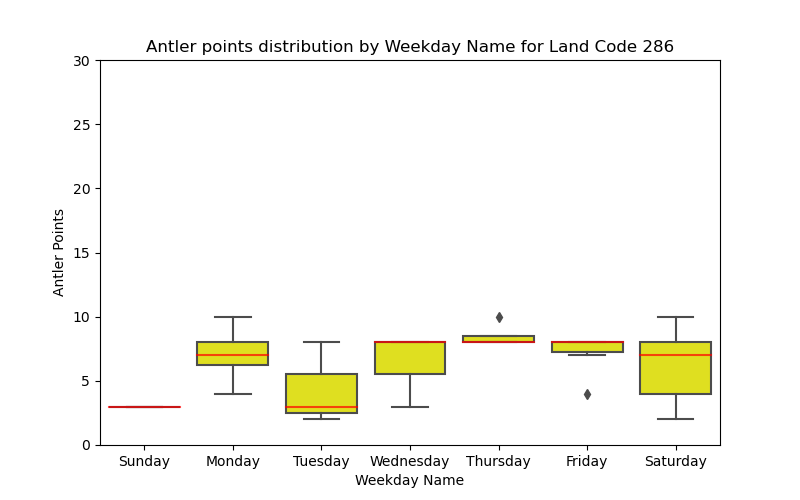 Antler points distribution by Weekday Name for Land Code 286
30
25
20
15
10
5
0
Antler Points
Sunday Monday Tuesday Wednesday Thursday Friday Saturday
Weekday Name